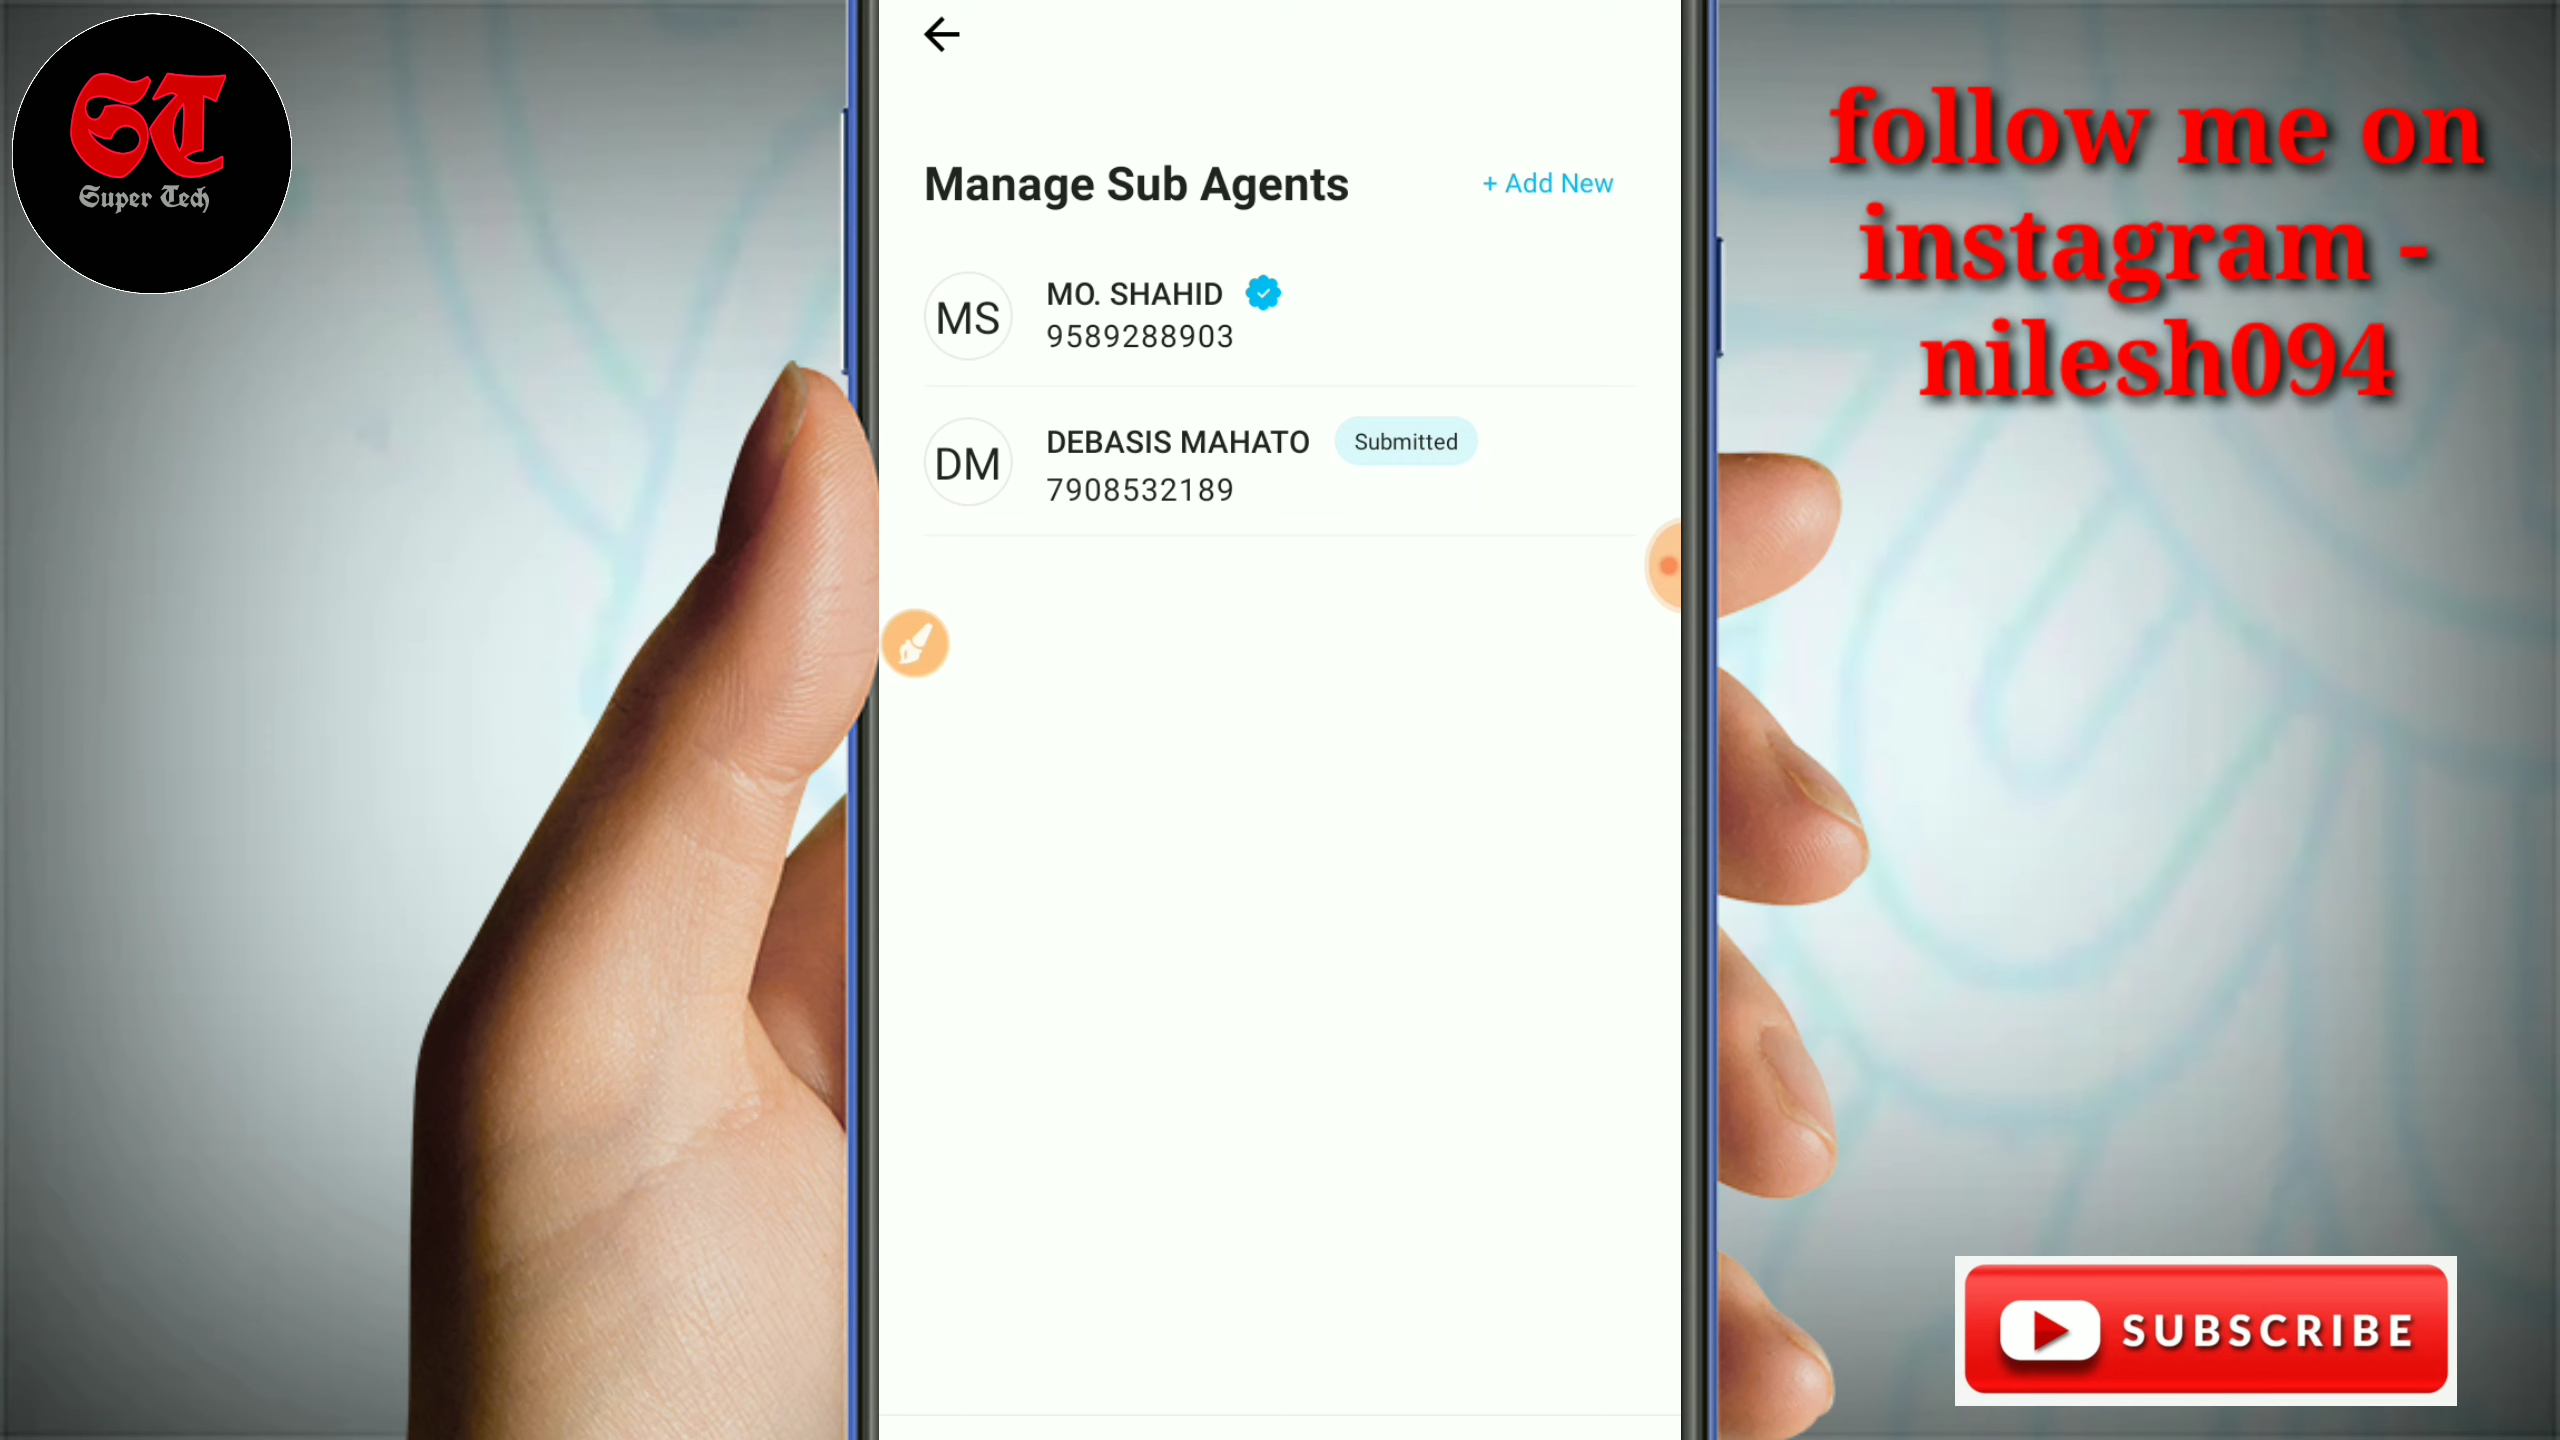 ST
Super Tech
Manage Sub Agents
+ Add New
MS
MO. SHAHID
9589288903
DM
DEBASIS MAHATO
Submitted
7908532189
follow me on
instagram -
nilesh094
SUBSCRIBE